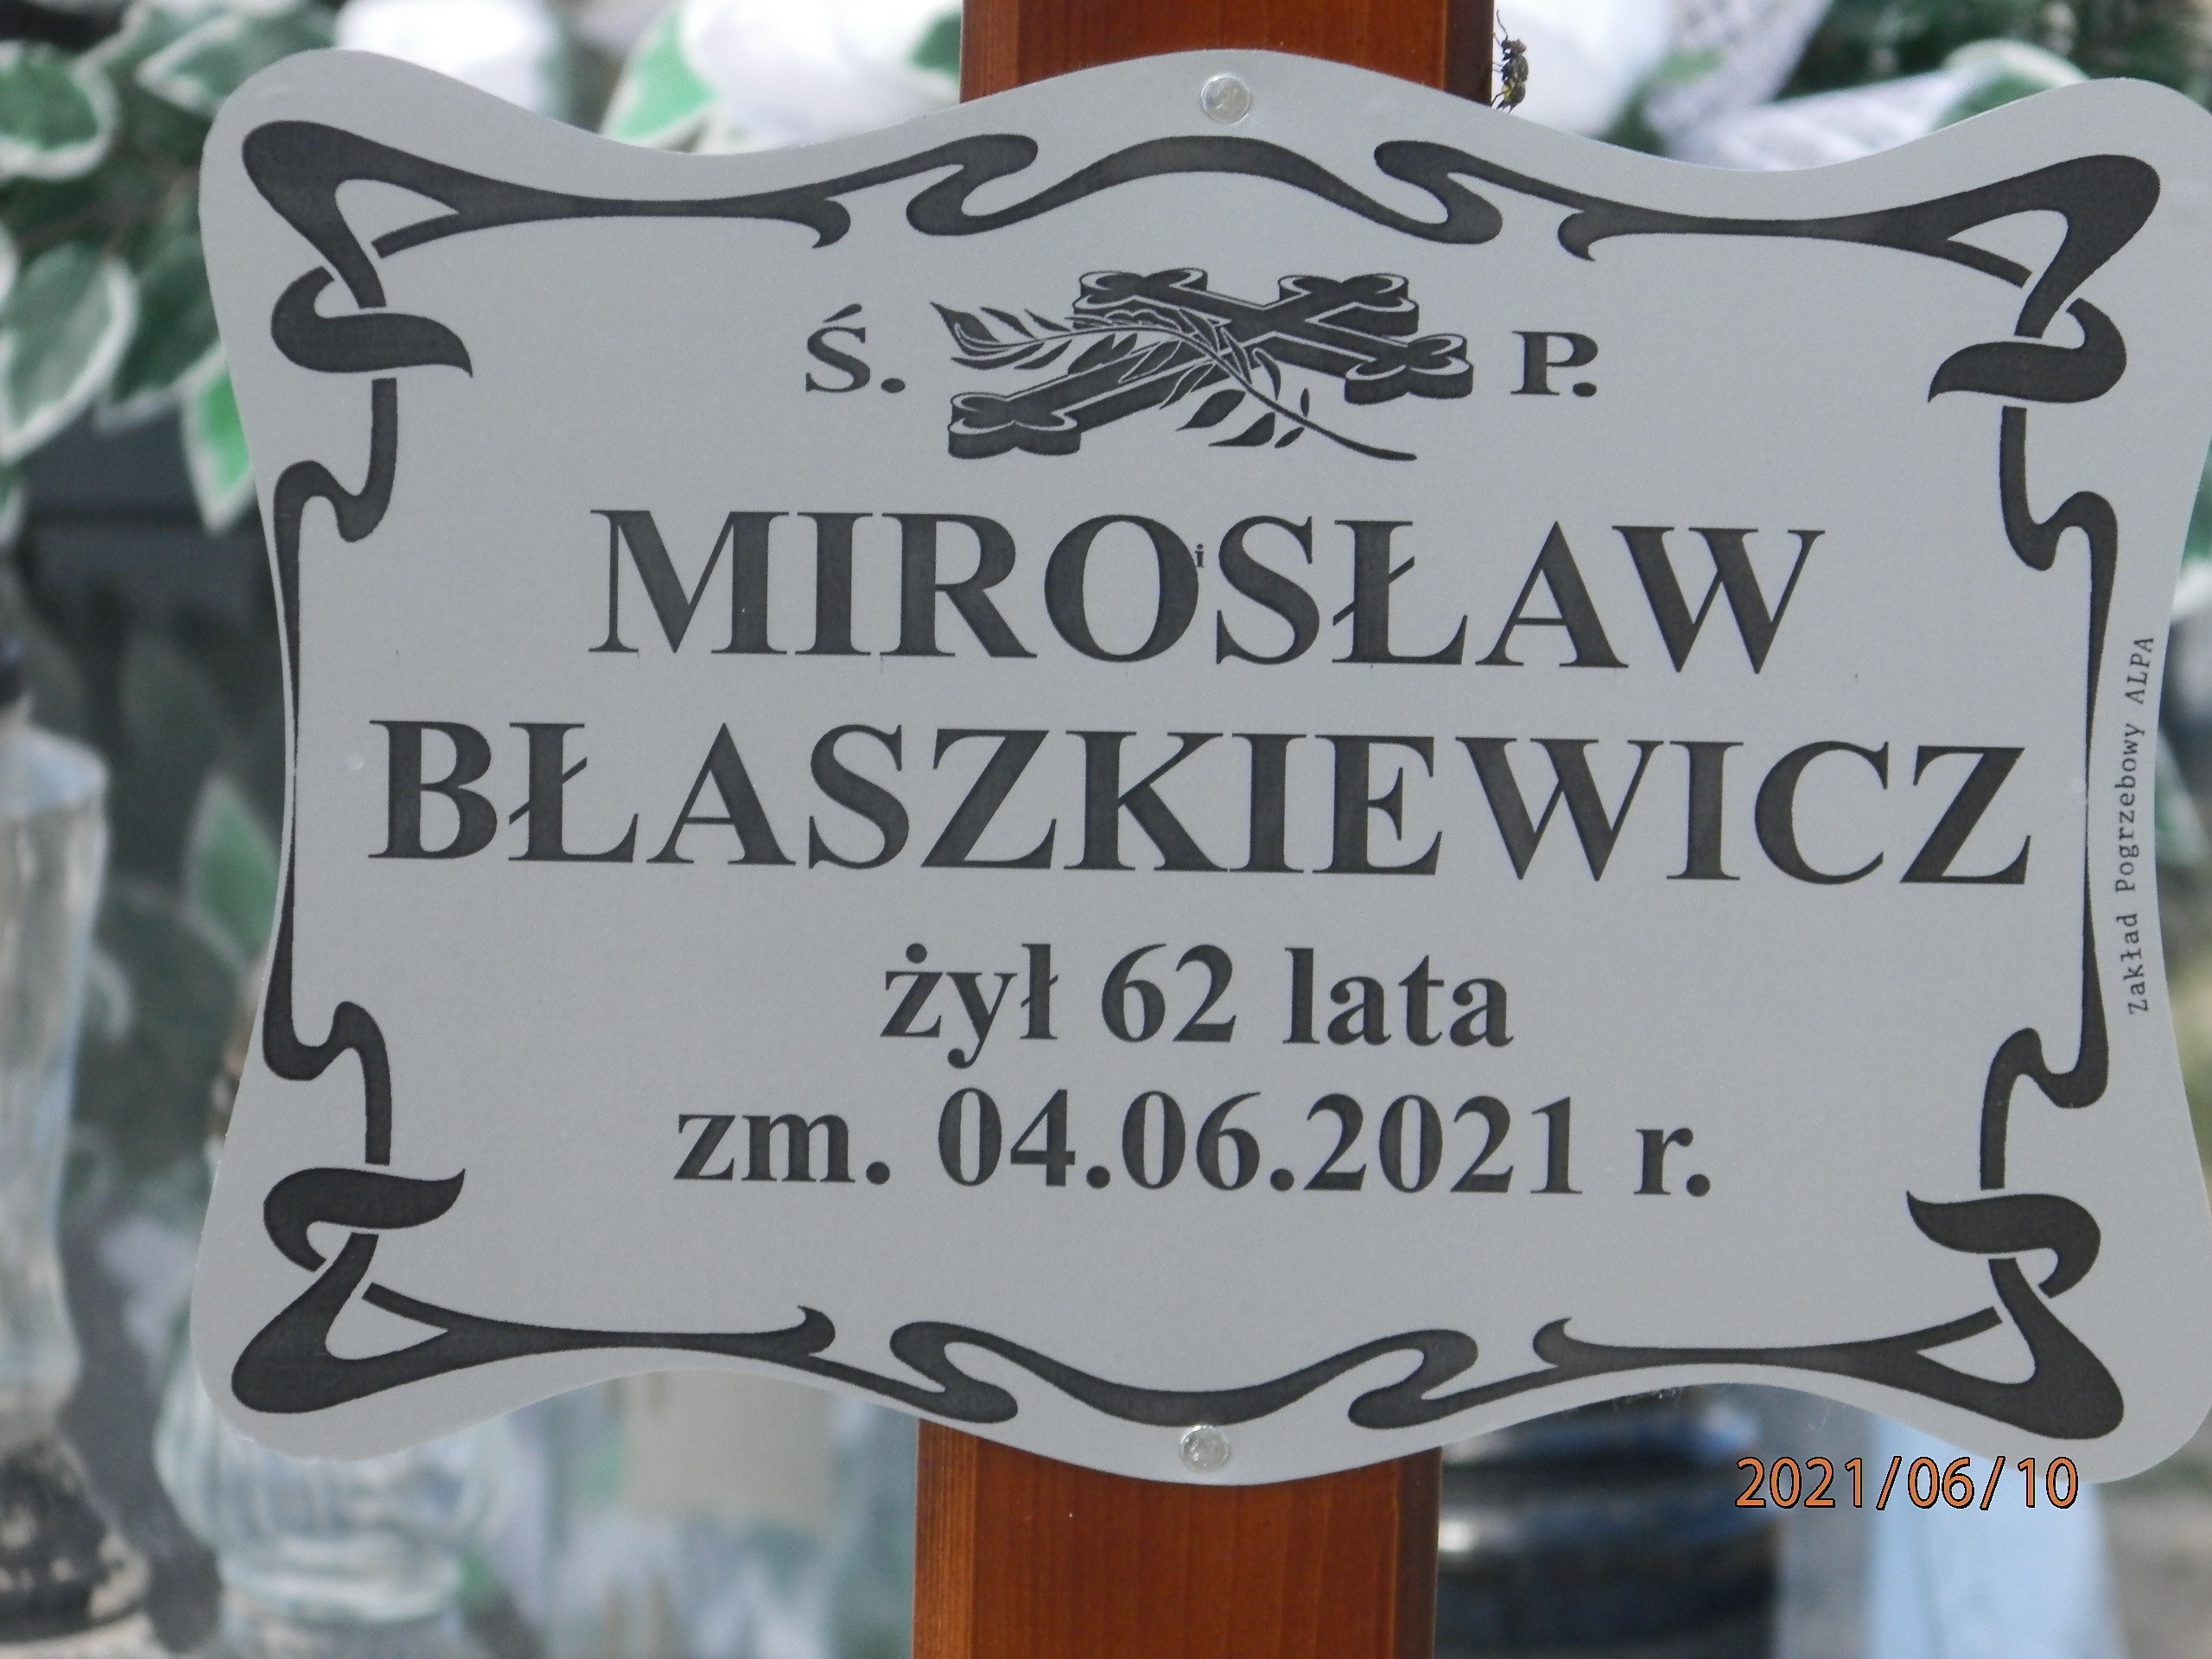 Ś. P.
MIROSŁAW
BŁASZKIEWICZ
żył 62 lata
zm. 04.06.2021 r.
Zakład Pogrzebowy ALPA
2021/06/10